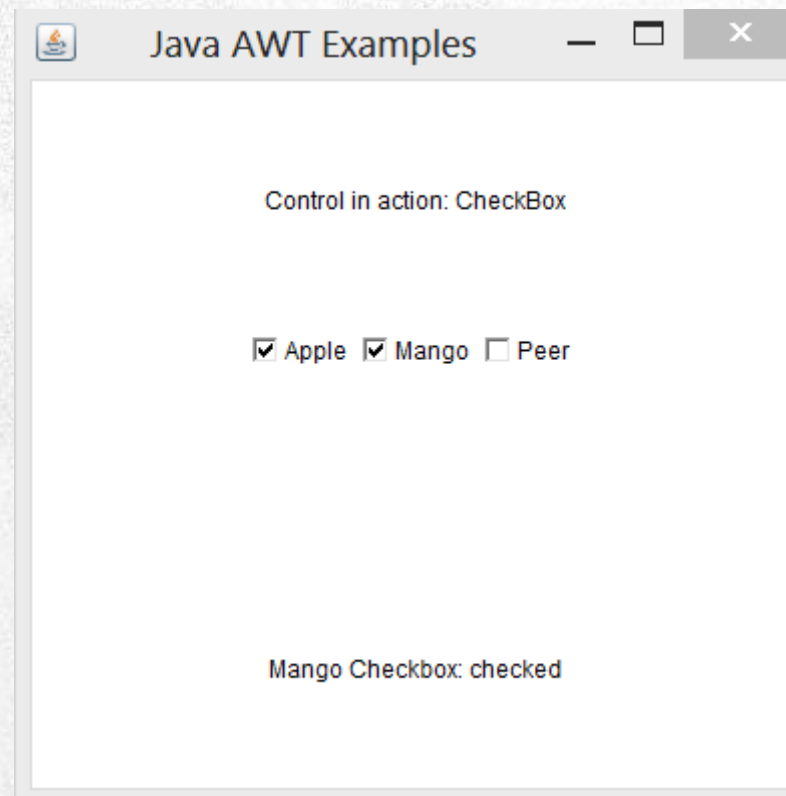 Java AWT Examples
Control in action: CheckBox
Apple Mango Peer
Mango Checkbox: checked